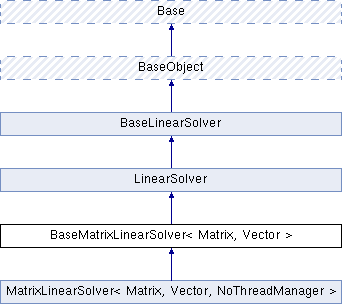 Base
BaseObject
BaseLinearSolver
LinearSolver
BaseMatrixLinearSolver< Matrix, Vector >
MatrixLinearSolver< Matrix, Vector, NoThreadManager >